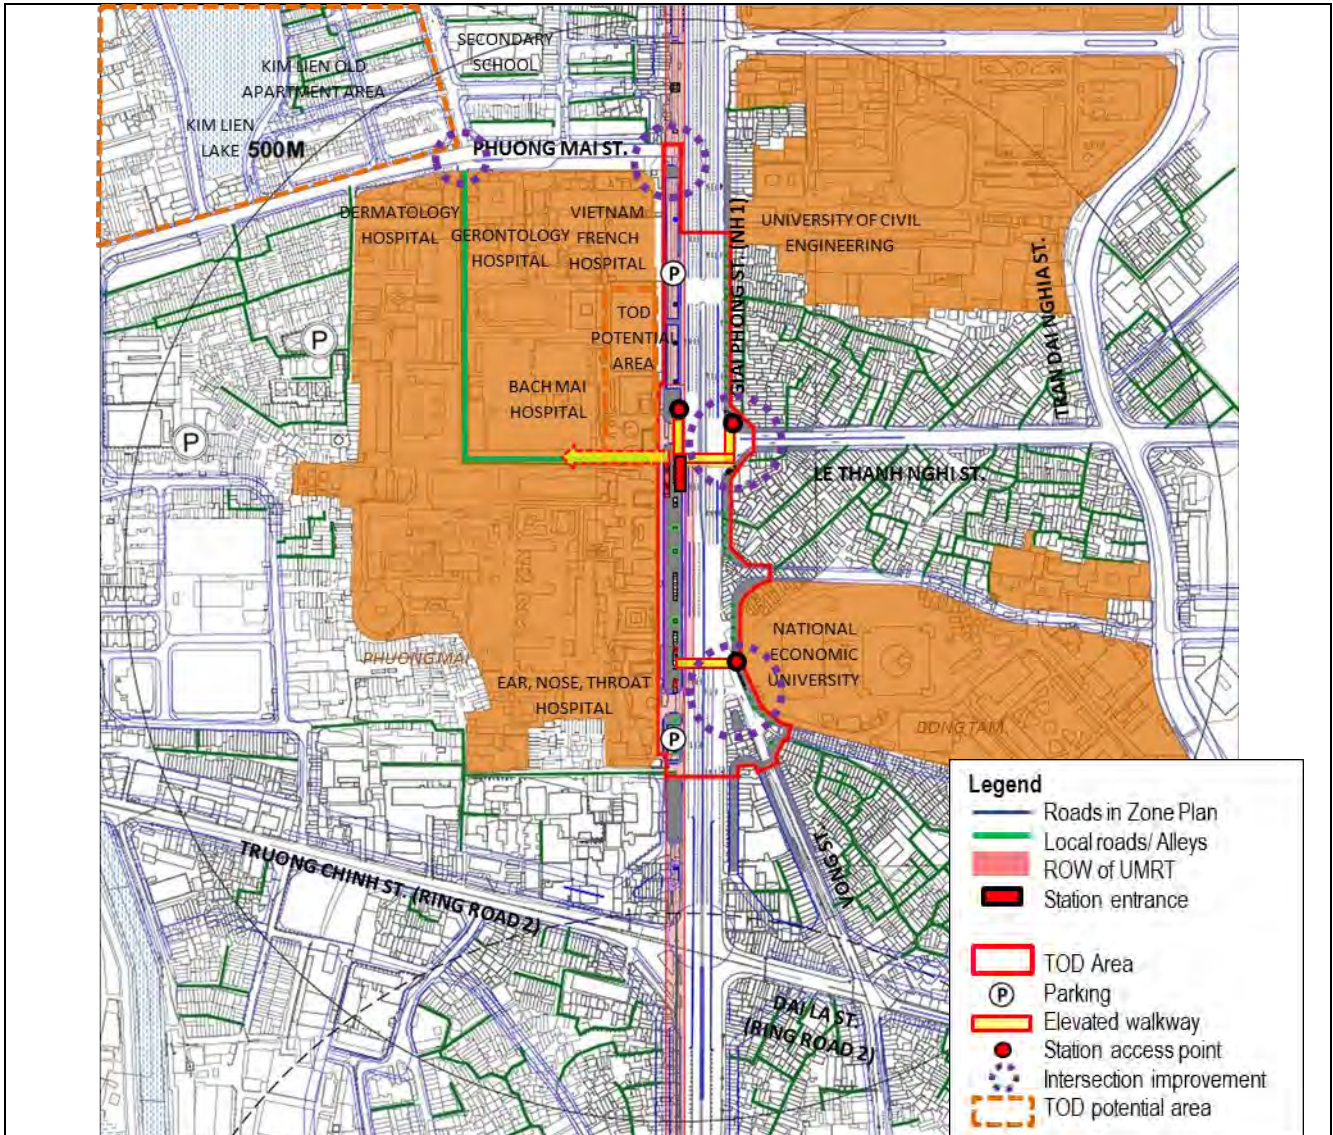 SECONDARY
SCHOOL
KIM LIEN OLD
APARTMENT AREA
KIM LIEN
LAKE 500M
PHUONG MAI ST.
DERMATOLOGY
HOSPITAL
GERONTOLOGY
HOSPITAL
VIETNAM
FRENCH
HOSPITAL
UNIVERSITY OF CIVIL
ENGINEERING
GIAI PHONG ST. (NH 1)
TRAN DAI NGHIA ST.
P
TOD
POTENTIAL
AREA
P
BACH MAI
HOSPITAL
P
LE THANH NGHI ST.
NATIONAL
ECONOMIC
UNIVERSITY
PHUONG MAI
EAR, NOSE, THROAT
HOSPITAL
DONG TAM
P
VONG ST.
TRUONG CHINH ST. (RING ROAD 2)
DAI LA ST.
(RING ROAD 2)
Legend
Roads in Zone Plan
Local roads/ Alleys
ROW of UMRT
Station entrance
TOD Area
P Parking
Elevated walkway
Station access point
Intersection improvement
TOD potential area